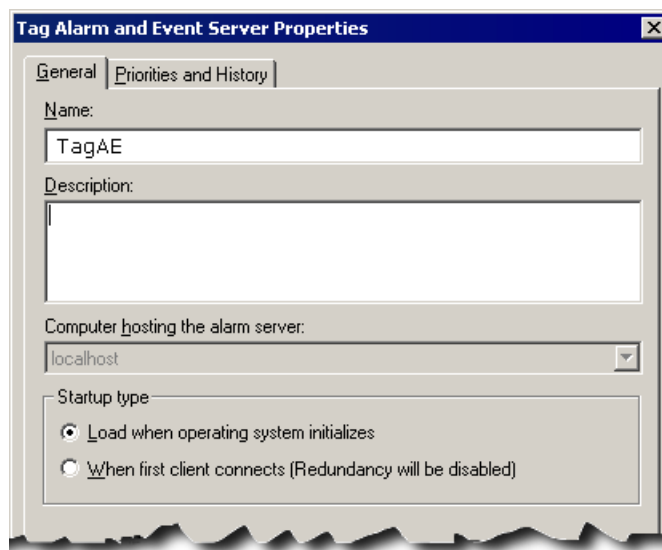 Tag Alarm and Event Server Properties
General Priorities and History
Name:
TagAE
Description:
Computer hosting the alarm server:
localhost
Startup type
Load when operating system initializes
When first client connects (Redundancy will be disabled)